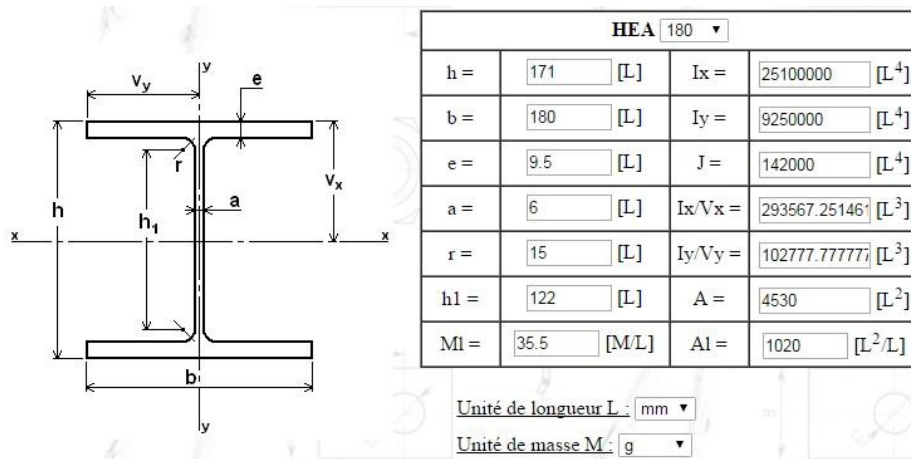 HEA 180
h = 171 [L] Ix = 25100000 [L⁴]
b = 180 [L] Iy = 9250000 [L⁴]
e = 9.5 [L] J = 142000 [L⁴]
a = 6 [L] Ix/Vx = 293567.251461 [L³]
r = 15 [L] Iy/Vy = 102777.777777 [L³]
h1 = 122 [L] A = 4530 [L²]
Ml = 35.5 [M/L] Al = 1020 [L²/L]
Unité de longueur L : mm
Unité de masse M : g
y
v_y
e
r
v_x
h
h₁
a
x
x
b
y